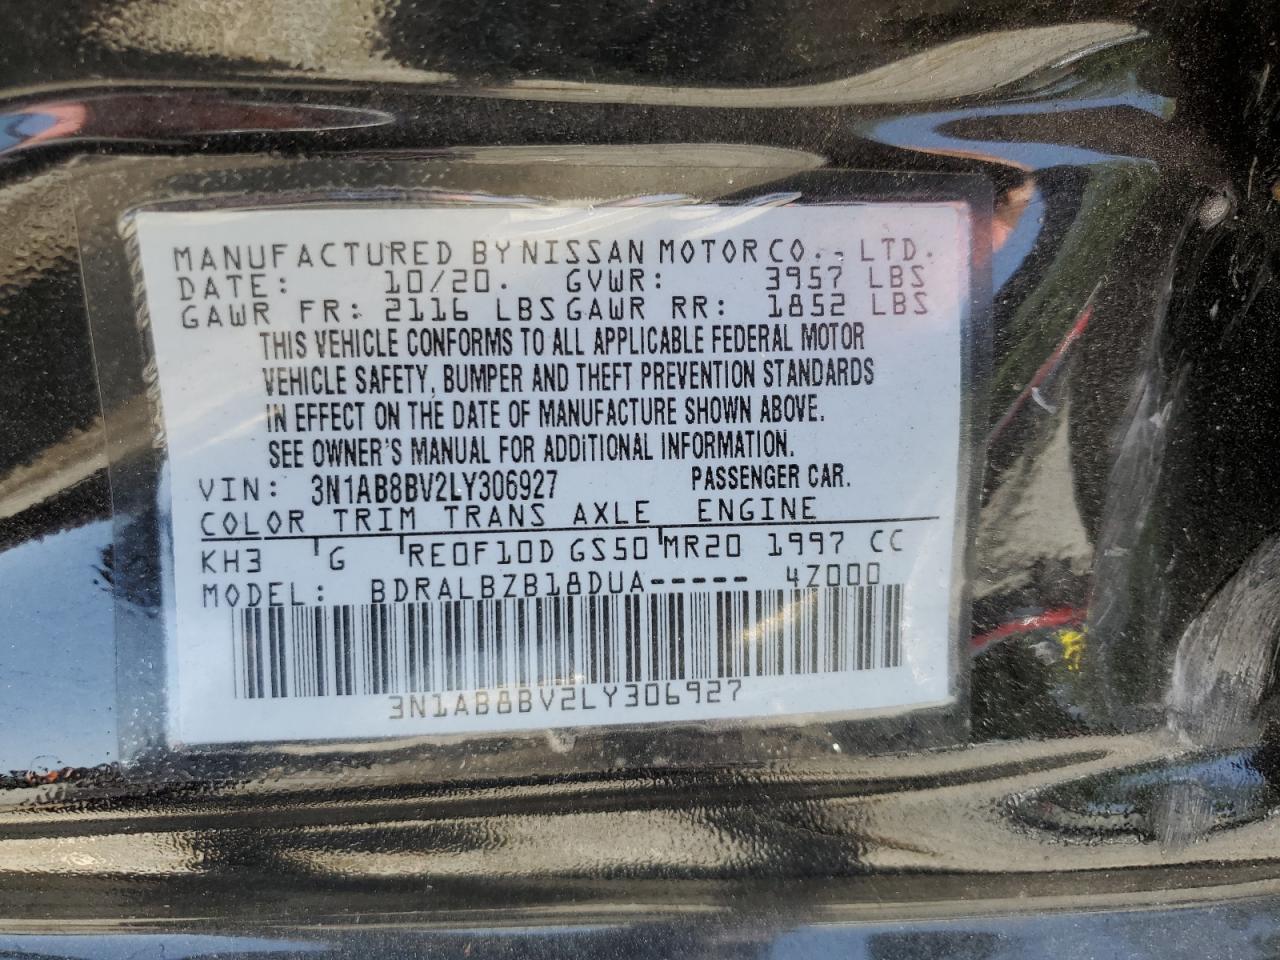 MANUFACTURED BY NISSAN MOTOR CO., LTD.
DATE: 10/20. GVWR: 3957 LBS
GAWR FR: 2116 LBS GAWR RR: 1852 LBS
THIS VEHICLE CONFORMS TO ALL APPLICABLE FEDERAL MOTOR
VEHICLE SAFETY, BUMPER AND THEFT PREVENTION STANDARDS
IN EFFECT ON THE DATE OF MANUFACTURE SHOWN ABOVE.
SEE OWNER'S MANUAL FOR ADDITIONAL INFORMATION.
VIN: 3N1AB8BV2LY306927 PASSENGER CAR.
COLOR TRIM TRANS AXLE ENGINE
KH3 G RE0F10D GS50 MR20 1997 CC
MODEL: BDRALBZB18DUA----- 4Z000
3N1AB8BV2LY306927